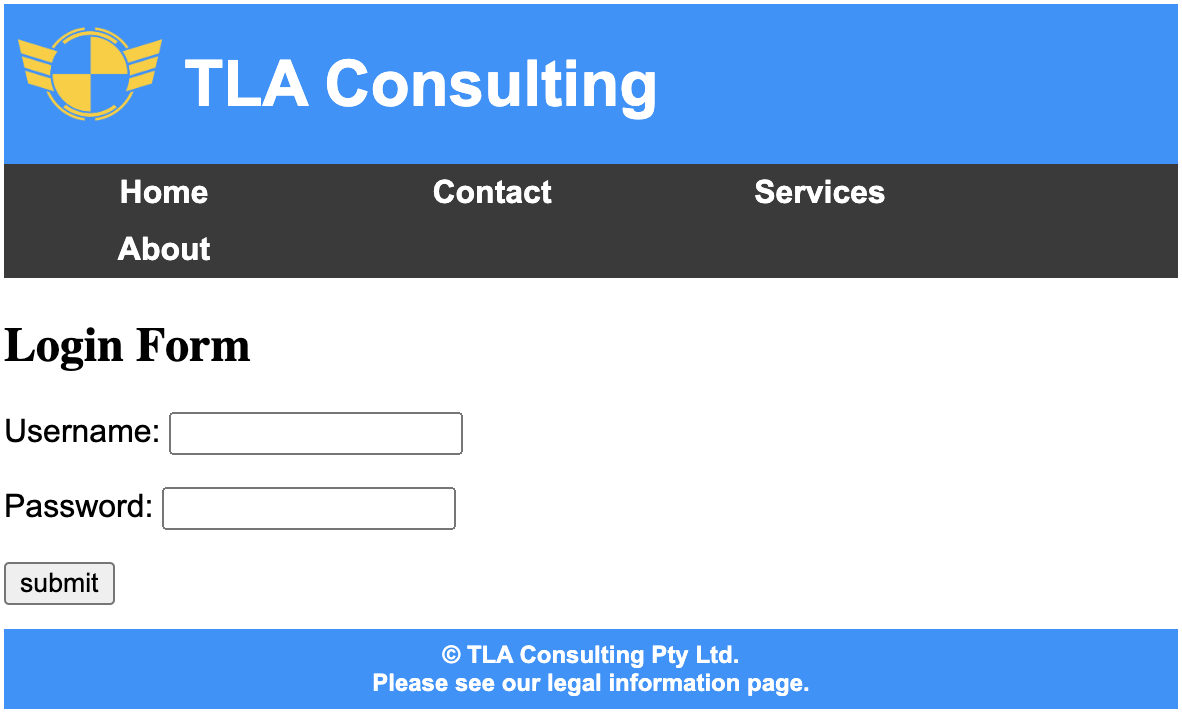 TLA Consulting
Home Contact Services
About
Login Form
Username:
Password:
submit
© TLA Consulting Pty Ltd.
Please see our legal information page.